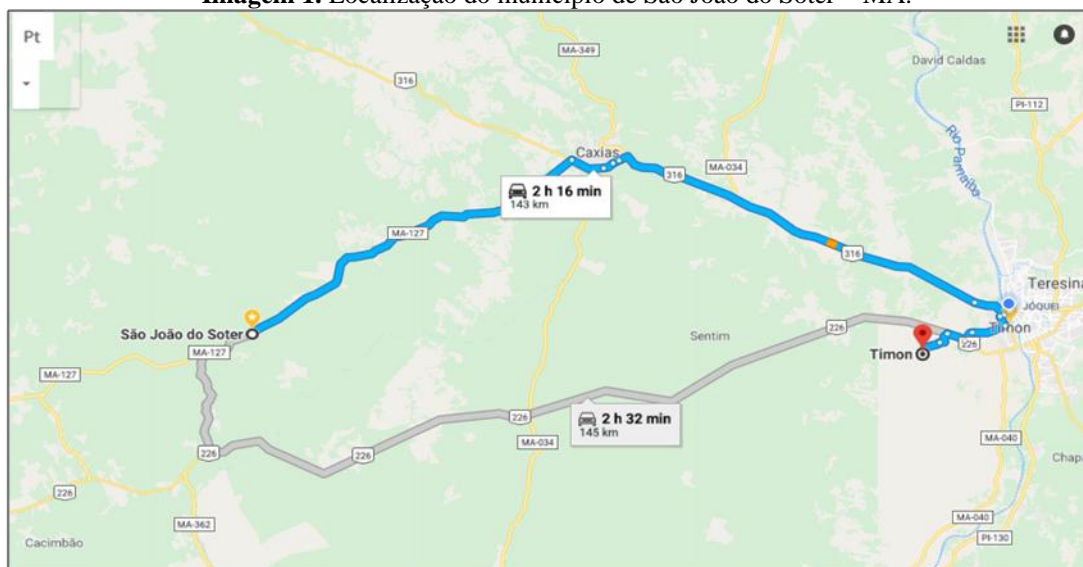 Imagem 1. Localização do município de São João do Soter – MA.
Pt
MA-349
David Caldas
316
PI-112
Rio Parnaíba
Caxias
MA-034
316
2 h 16 min
143 km
MA-127
316
Teresina
JÓQUEI
São João do Soter
226
Sentim
Timon
226
Timon
MA-127
MA-127
2 h 32 min
145 km
226
MA-034
MA-040
226
226
Chapa
226
MA-362
MA-040
Cacimbão
PI-130